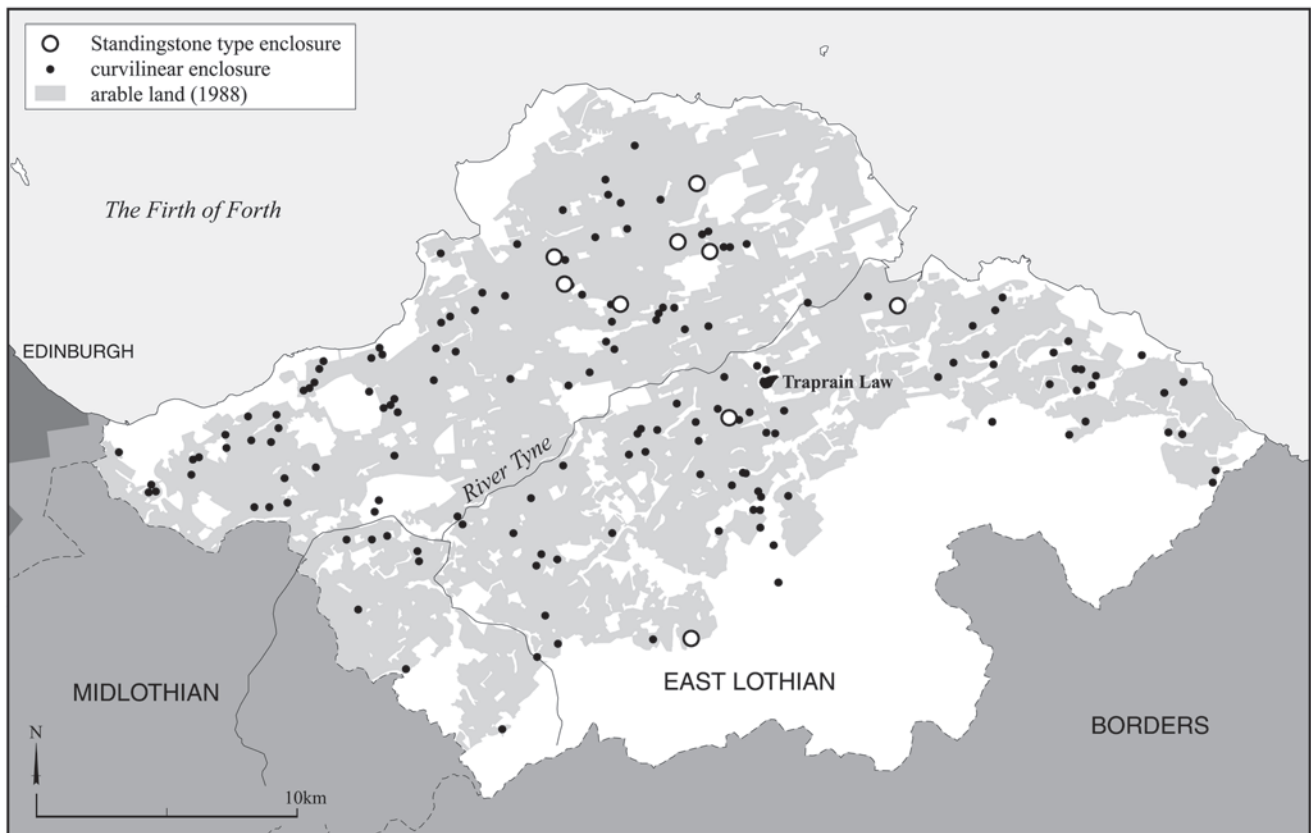 Standingstone type enclosure
curvilinear enclosure
arable land (1988)
The Firth of Forth
EDINBURGH
Traprain Law
River Tyne
MIDLOTHIAN
EAST LOTHIAN
BORDERS
N
10km